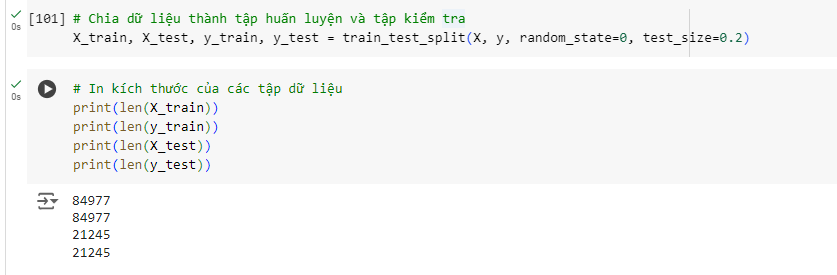 0s [101] # Chia dữ liệu thành tập huấn luyện và tập kiểm tra
X_train, X_test, y_train, y_test = train_test_split(X, y, random_state=0, test_size=0.2)
0s # In kích thước của các tập dữ liệu
print(len(X_train))
print(len(y_train))
print(len(X_test))
print(len(y_test))
84977
84977
21245
21245